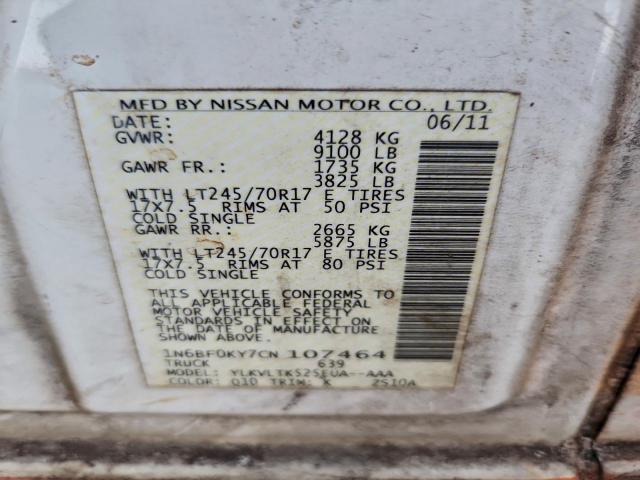 MFD BY NISSAN MOTOR CO., LTD.
DATE: 06/11
GVWR: 4128 KG
9100 LB
GAWR FR.: 1735 KG
3825 LB
WITH LT245/70R17 E TIRES
17X7.5 RIMS AT 50 PSI
COLD SINGLE
GAWR RR.: 2665 KG
5875 LB
WITH LT245/70R17 E TIRES
17X7.5 RIMS AT 80 PSI
COLD SINGLE
THIS VEHICLE CONFORMS TO
ALL APPLICABLE FEDERAL
MOTOR VEHICLE SAFETY
STANDARDS IN EFFECT ON
THE DATE OF MANUFACTURE
SHOWN ABOVE.
1N6BF0KY7CN 107464
TRUCK 639
MODEL: YLKVLTK525EUA--AAA
COLOR: Q10 TRIM: X 2S10A